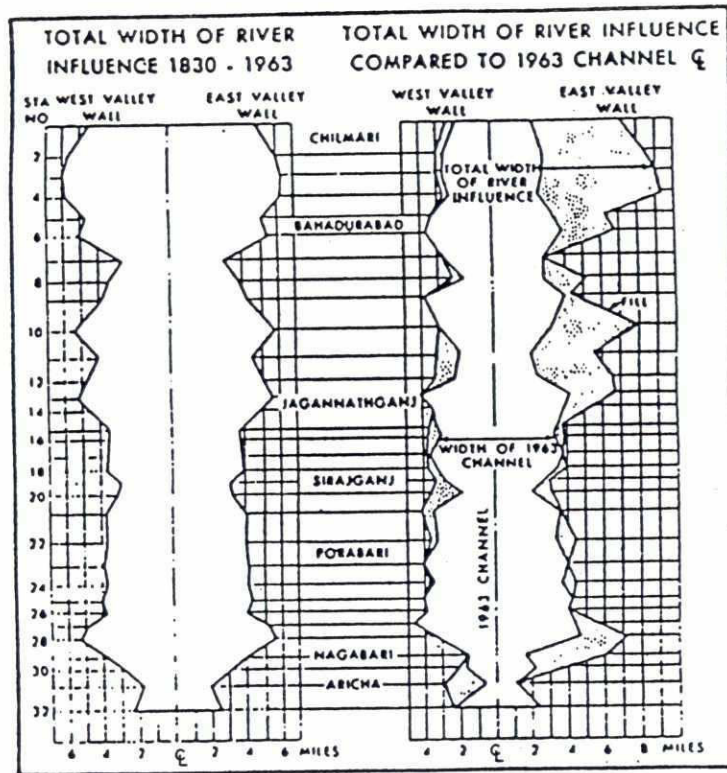 TOTAL WIDTH OF RIVER
INFLUENCE 1830 - 1963
TOTAL WIDTH OF RIVER INFLUENCE
COMPARED TO 1963 CHANNEL ℄
STA NO
WEST VALLEY WALL
EAST VALLEY WALL
WEST VALLEY WALL
EAST VALLEY WALL
CHILMARI
2
TOTAL WIDTH
OF RIVER
INFLUENCE
4
BAHADURABAD
6
8
FILL
10
12
JAGANNATHGANJ
14
16
WIDTH OF 1963
CHANNEL
18
SIRAJGANJ
20
1963 CHANNEL
22
PORABARI
24
26
28
NAGABARI
30
ARICHA
32
6 4 2 ℄ 2 4 6 MILES
4 2 ℄ 2 4 6 8 MILES